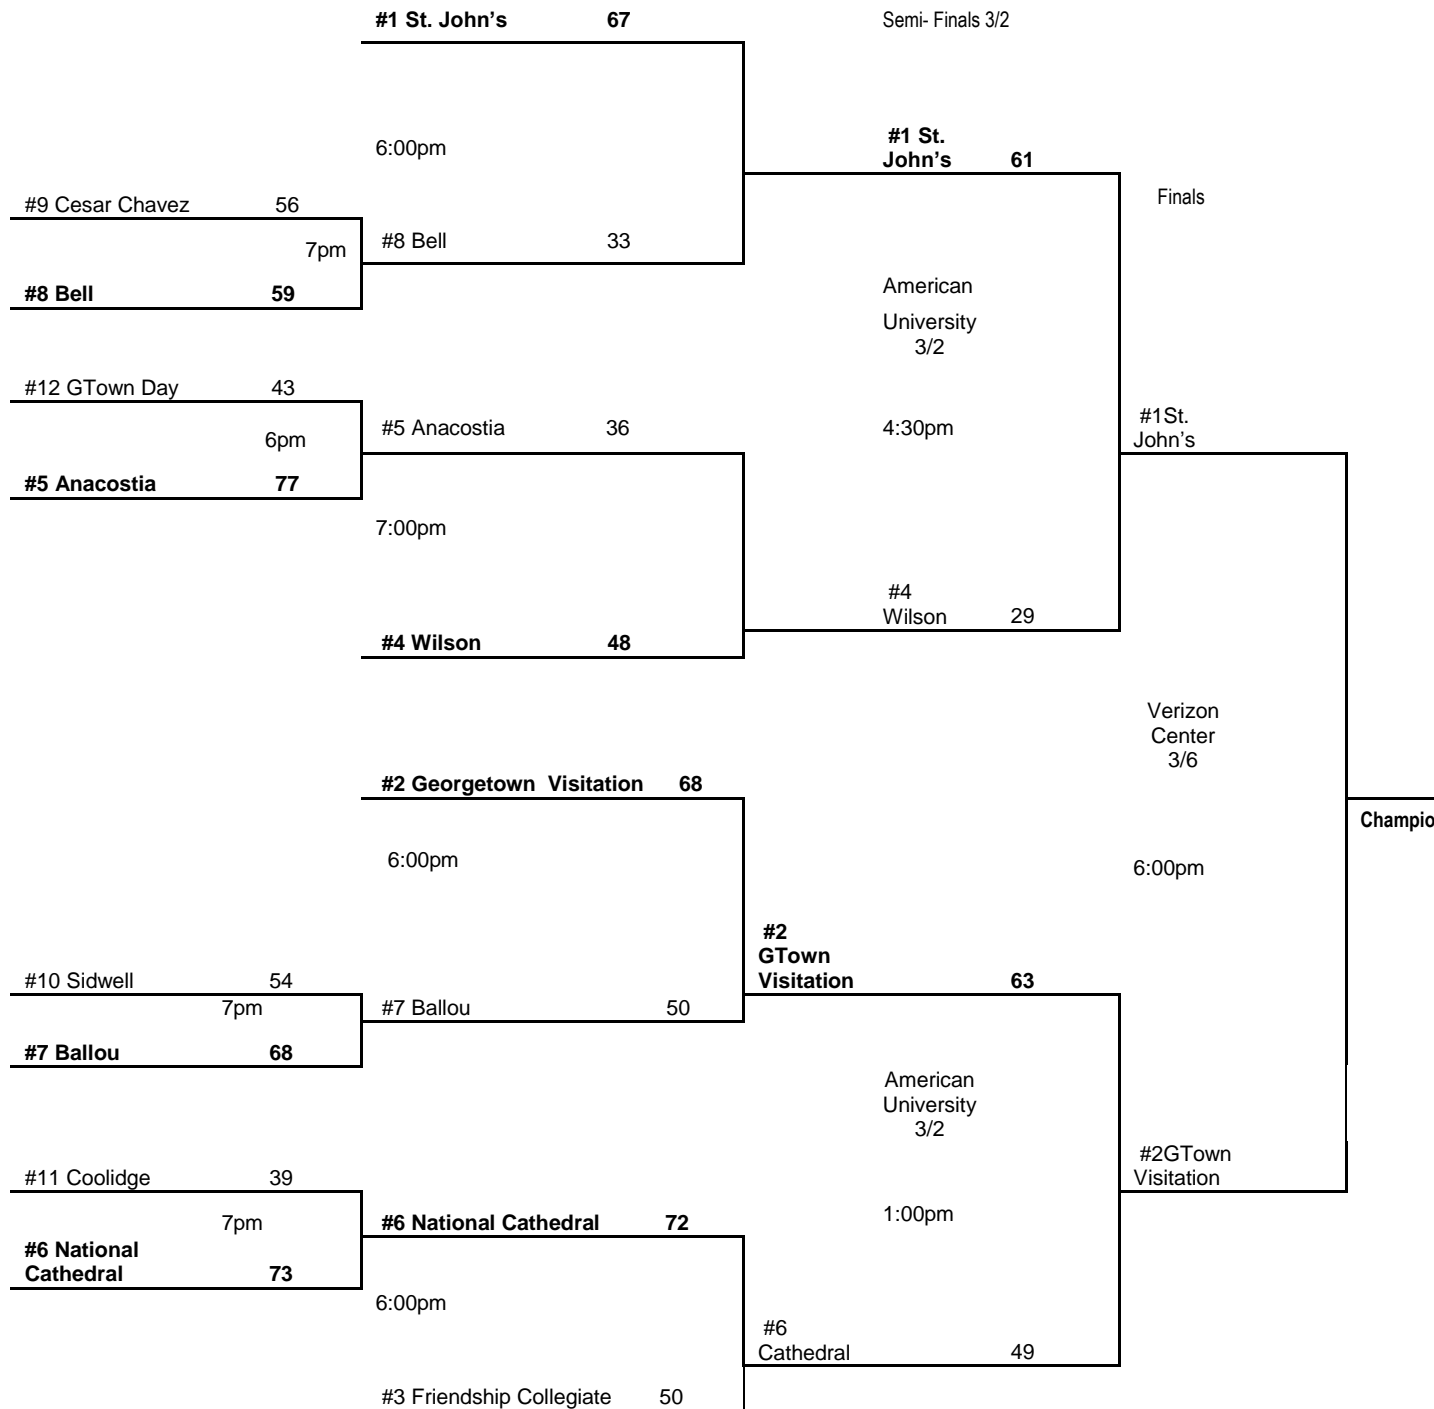 #1 St. John's 67
Semi- Finals 3/2
6:00pm
#1 St.
John's 61
#9 Cesar Chavez 56
Finals
7pm
#8 Bell 33
#8 Bell 59
American
University
3/2
#12 GTown Day 43
6pm
#5 Anacostia 36
4:30pm
#1St.
John's
#5 Anacostia 77
7:00pm
#4
Wilson 29
#4 Wilson 48
Verizon
Center
3/6
#2 Georgetown Visitation 68
Champio
6:00pm
6:00pm
#2
GTown
Visitation 63
#10 Sidwell 54
7pm
#7 Ballou 50
#7 Ballou 68
American
University
3/2
#11 Coolidge 39
#2GTown
Visitation
7pm
#6 National Cathedral 72
1:00pm
#6 National
Cathedral 73
6:00pm
#6
Cathedral 49
#3 Friendship Collegiate 50